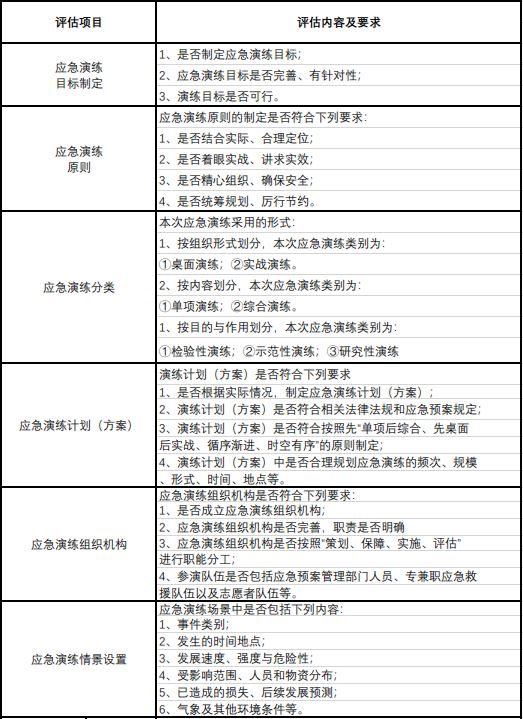 评估项目
评估内容及要求
应急演练
目标制定
1、是否制定应急演练目标；
2、应急演练目标是否完善、有针对性；
3、演练目标是否可行。
应急演练
原则
应急演练原则的制定是否符合下列要求：
1、是否结合实际、合理定位；
2、是否着眼实战、讲求实效；
3、是否精心组织、确保安全；
4、是否统筹规划、厉行节约。
应急演练分类
本次应急演练采用的形式：
1、按组织形式划分，本次应急演练类别为：
①桌面演练；②实战演练。
2、按内容划分，本次应急演练类别为：
①单项演练；②综合演练。
1、按目的与作用划分，本次应急演练类别为：
①检验性演练；②示范性演练；③研究性演练
应急演练计划（方案）
演练计划（方案）是否符合下列要求
1、是否根据实际情况，制定应急演练计划（方案）；
2、演练计划（方案）是否符合相关法律法规和应急预案规定；
3、演练计划（方案）是否符合按照先“单项后综合、先桌面
后实战、循序渐进、时空有序”的原则制定；
4、演练计划（方案）中是否合理规划应急演练的频次、规模
、形式、时间、地点等。
应急演练组织机构
应急演练组织机构是否符合下列要求：
1、是否成立应急演练组织机构；
2、应急演练组织机构是否完善，职责是否明确
3、应急演练组织机构是否按照“策划、保障、实施、评估”
进行职能分工；
4、参演队伍是否包括应急预案管理部门人员、专兼职应急救
援队伍以及志愿者队伍等。
应急演练情景设置
应急演练场景中是否包括下列内容：
1、事件类别；
2、发生的时间地点；
3、发展速度、强度与危险性；
4、受影响范围、人员和物资分布；
5、已造成的损失、后续发展预测；
6、气象及其他环境条件等。